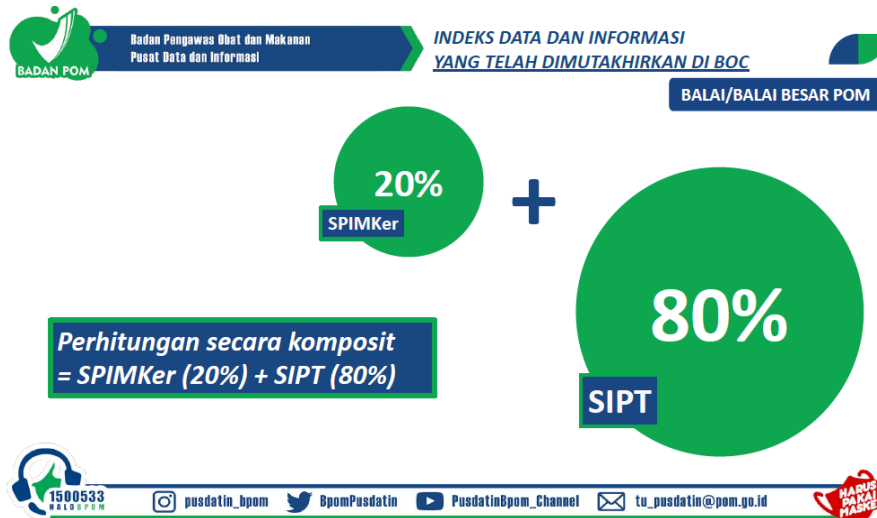 BADAN POM
Badan Pengawas Obat dan Makanan
Pusat Data dan Informasi
INDEKS DATA DAN INFORMASI
YANG TELAH DIMUTAKHIRKAN DI BOC
BALAI/BALAI BESAR POM
20%
SPIMKer
+
80%
SIPT
Perhitungan secara komposit
= SPIMKer (20%) + SIPT (80%)
1500533
HALOBPOM
pusdatin_bpom
BpomPusdatin
PusdatinBpom_Channel
tu_pusdatin@pom.go.id
HARUS
PAKAI
MASKER